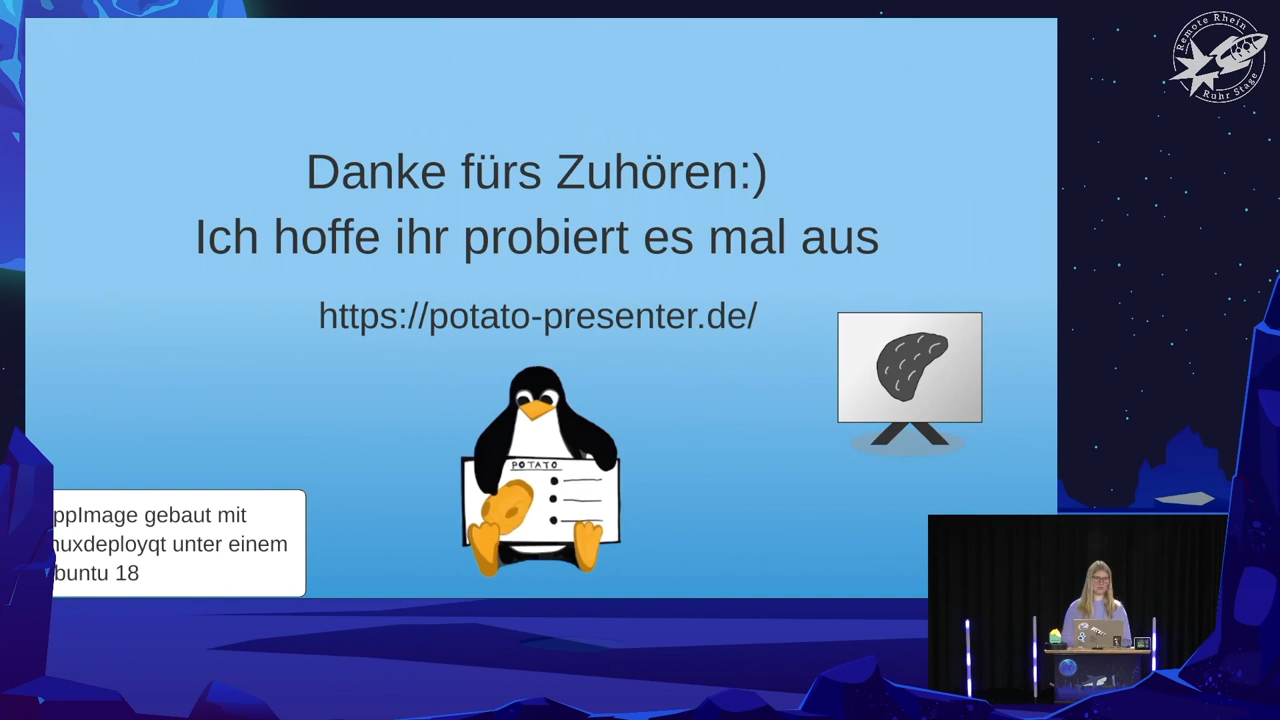 Remote Rhein
Ruhr Stage
Danke fürs Zuhören:)
Ich hoffe ihr probiert es mal aus
https://potato-presenter.de/
POTATO
ppImage gebaut mit
nuxdeployqt unter einem
buntu 18